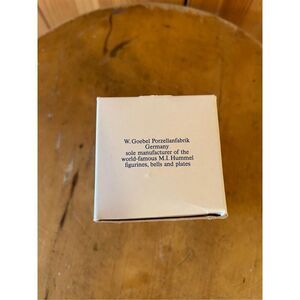 W. Goebel Porzellanfabrik
Germany
sole manufacturer of the
world-famous M.I. Hummel
figurines, bells and plates